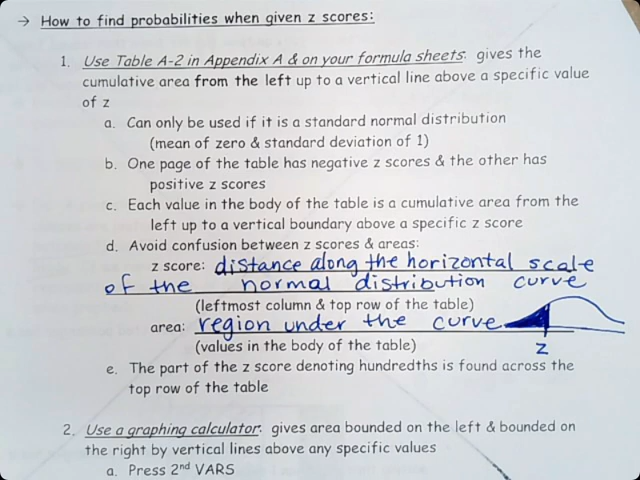 → How to find probabilities when given z scores:
1. Use Table A-2 in Appendix A & on your formula sheets: gives the
cumulative area from the left up to a vertical line above a specific value
of z
a. Can only be used if it is a standard normal distribution
(mean of zero & standard deviation of 1)
b. One page of the table has negative z scores & the other has
positive z scores
c. Each value in the body of the table is a cumulative area from the
left up to a vertical boundary above a specific z score
d. Avoid confusion between z scores & areas:
z score: distance along the horizontal scale
of the normal distribution curve
(leftmost column & top row of the table)
area: region under the curve
(values in the body of the table)
z
e. The part of the z score denoting hundredths is found across the
top row of the table
2. Use a graphing calculator: gives area bounded on the left & bounded on
the right by vertical lines above any specific values
a. Press 2nd VARS